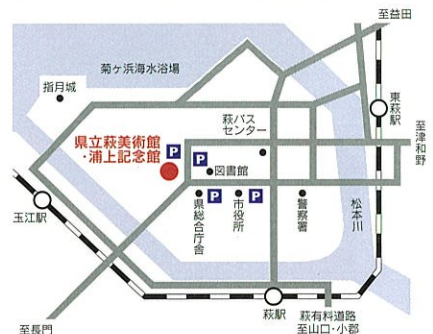 至益田
菊ヶ浜海水浴場
指月城
東萩駅
萩バス
センター
至津和野
県立萩美術館
・浦上記念館
P
P
図書館
P
P
県総合庁舎
市役所
警察署
松本川
玉江駅
萩駅
萩有料道路
至山口・小郡
至長門